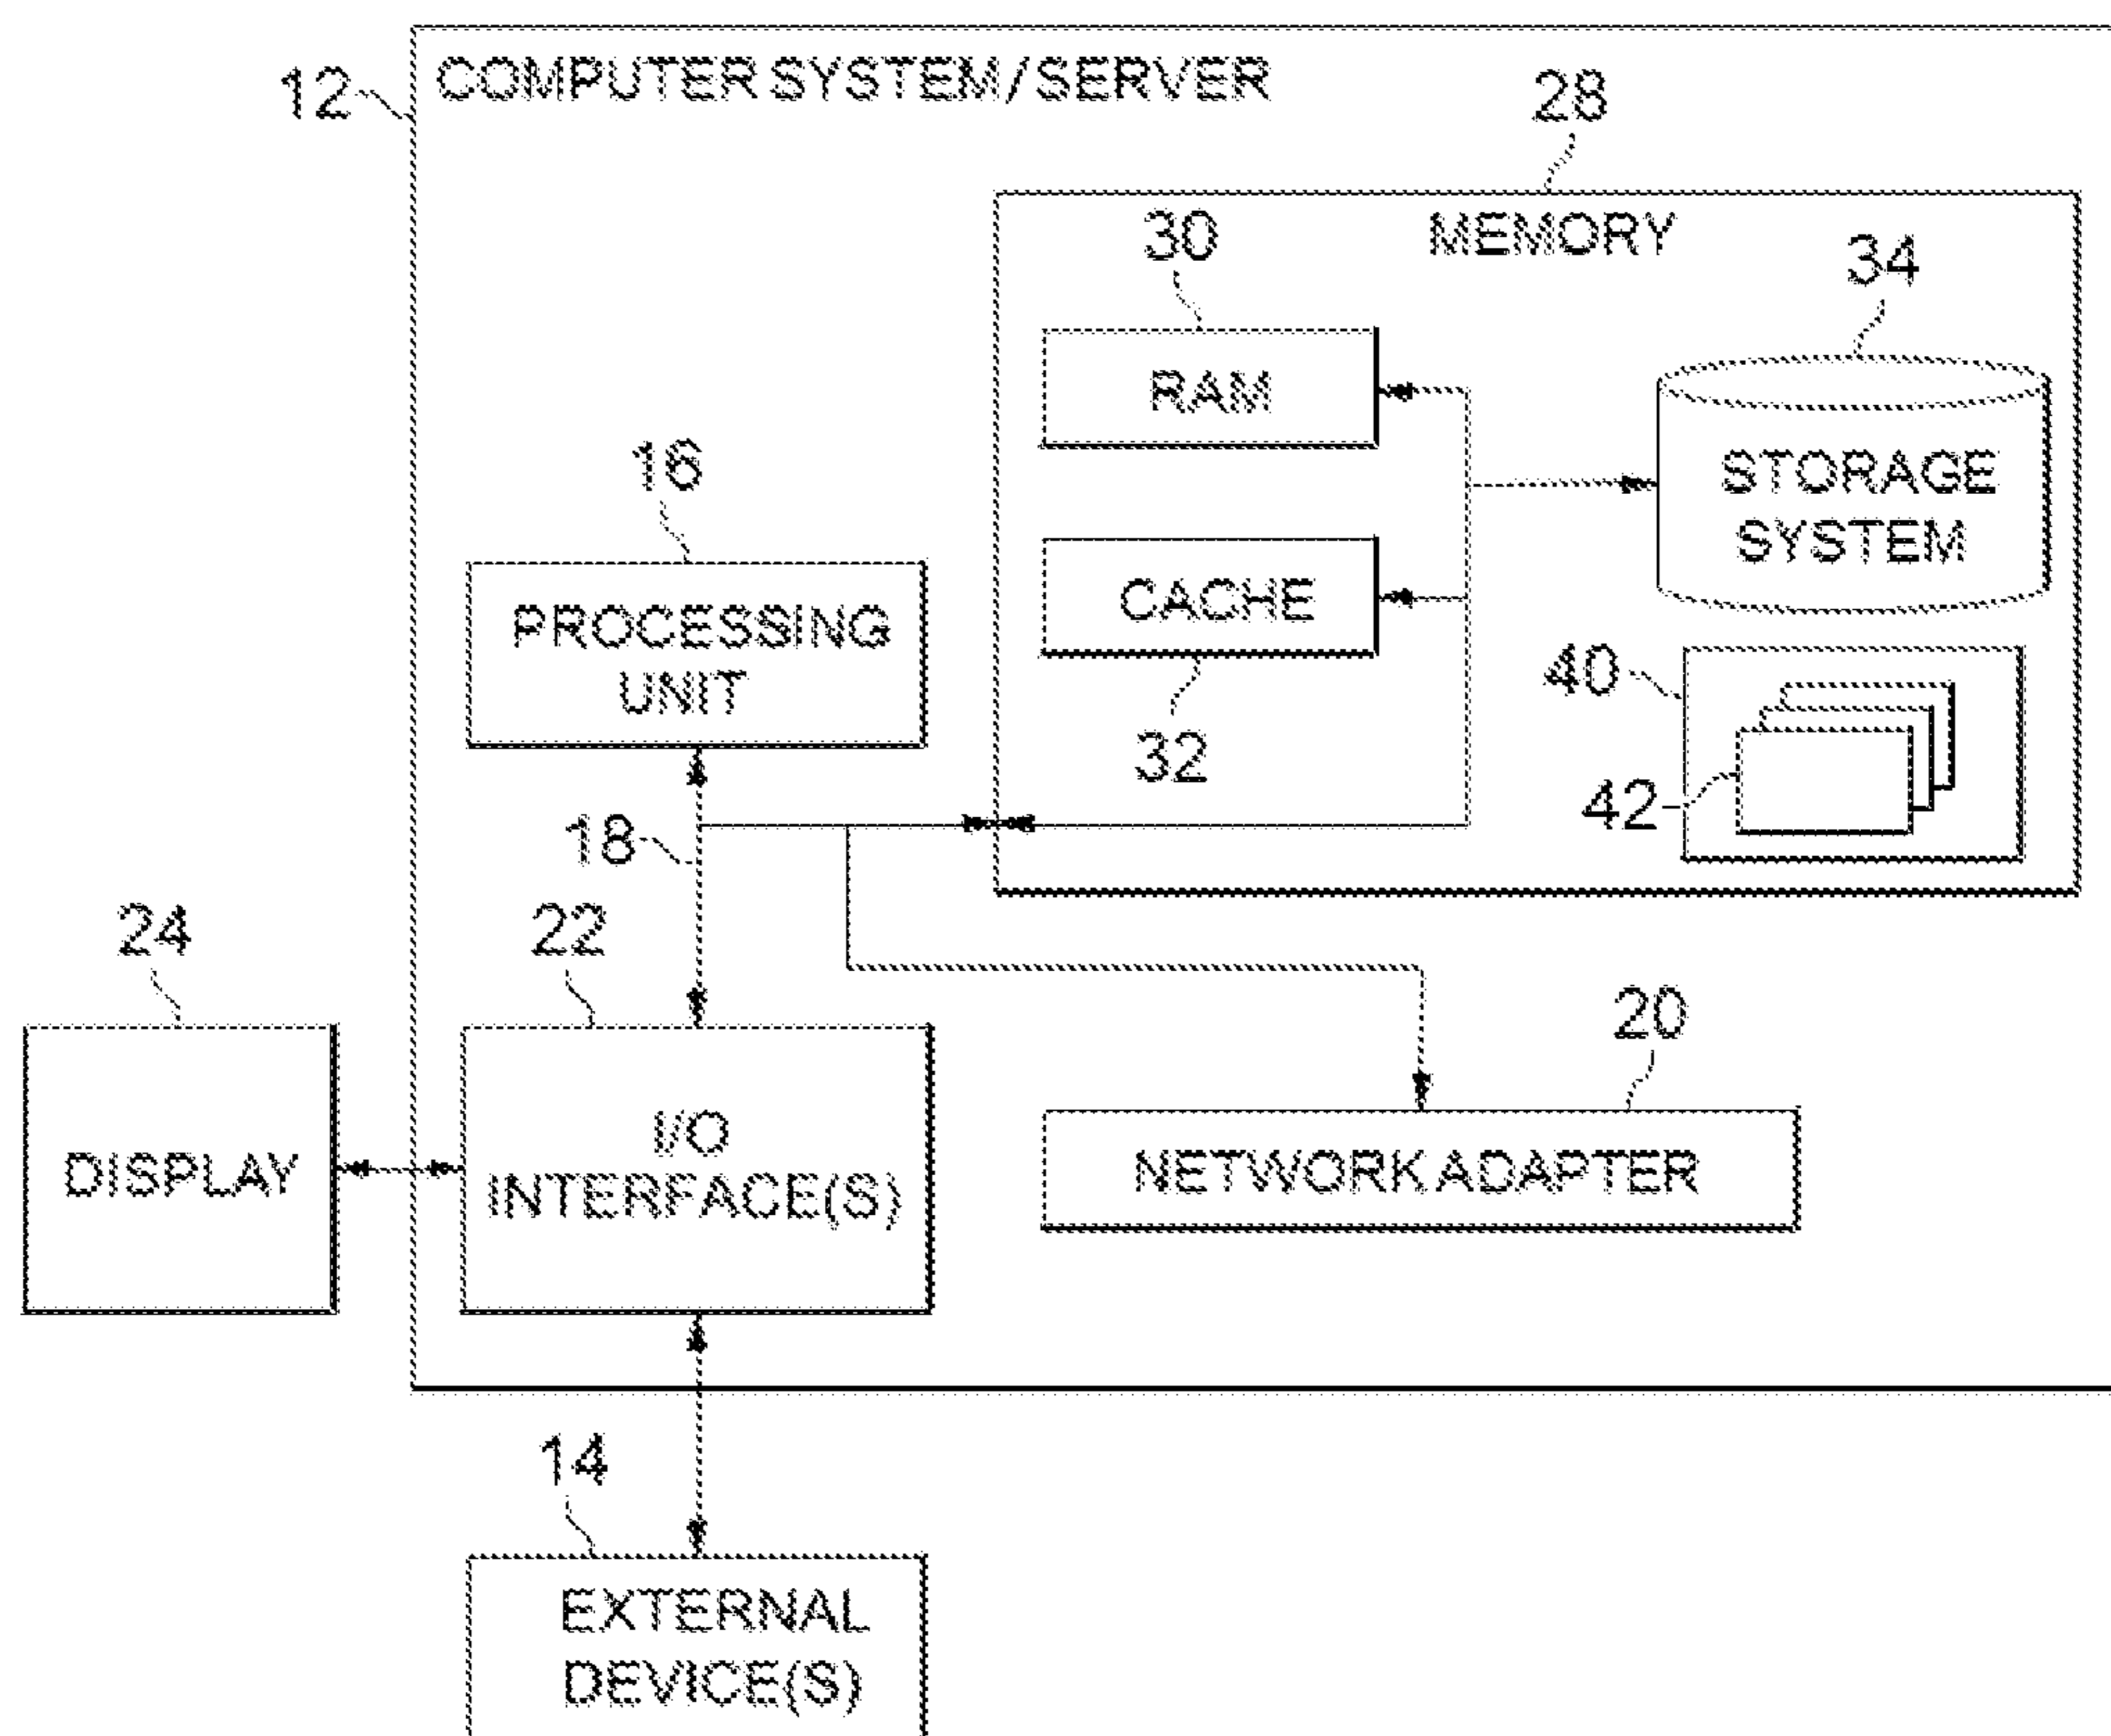 12
COMPUTER SYSTEM / SERVER
28
MEMORY
30
34
RAM
STORAGE
SYSTEM
16
PROCESSING
UNIT
CACHE
32
40
42
18
24
22
20
DISPLAY
I/O
INTERFACE(S)
NETWORK ADAPTER
14
EXTERNAL
DEVICE(S)